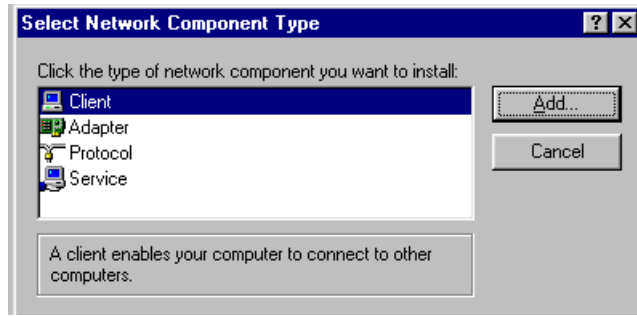 Select Network Component Type
Click the type of network component you want to install:
Client
Adapter
Protocol
Service
Add...
Cancel
A client enables your computer to connect to other
computers.